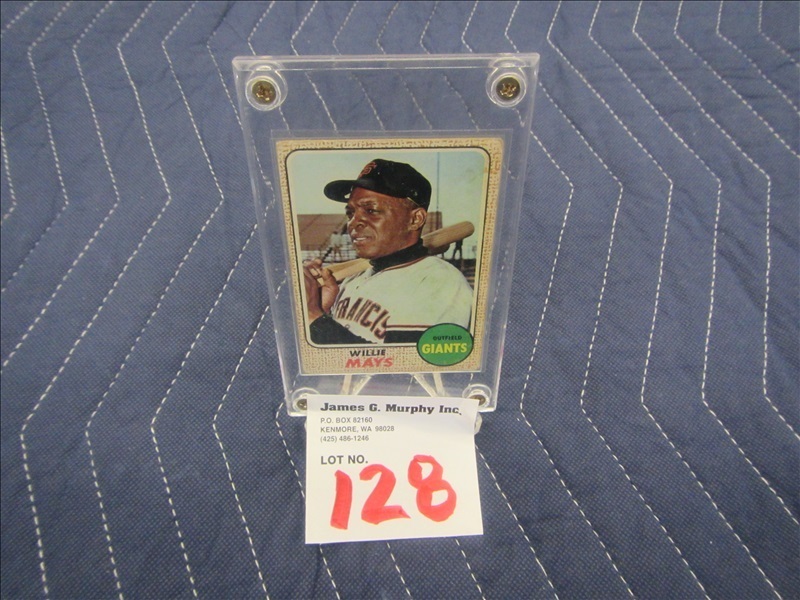 FRANCIS
OUTFIELD
GIANTS
WILLIE
MAYS
James G. Murphy Inc.
P.O. BOX 82160
KENMORE, WA 98028
(425) 486-1246
LOT NO.
128